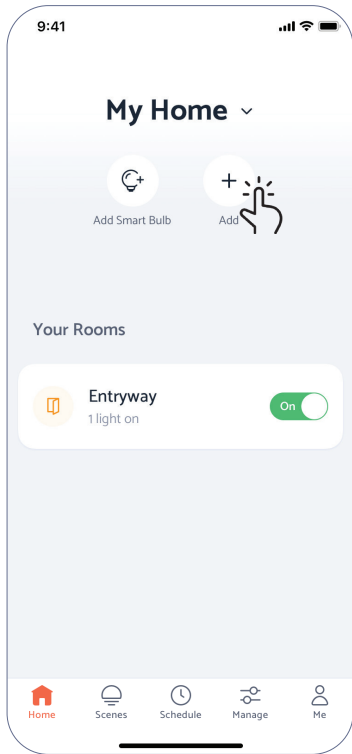 9:41
My Home
Add Smart Bulb
Add
Your Rooms
Entryway
1 light on
On
Home
Scenes
Schedule
Manage
Me